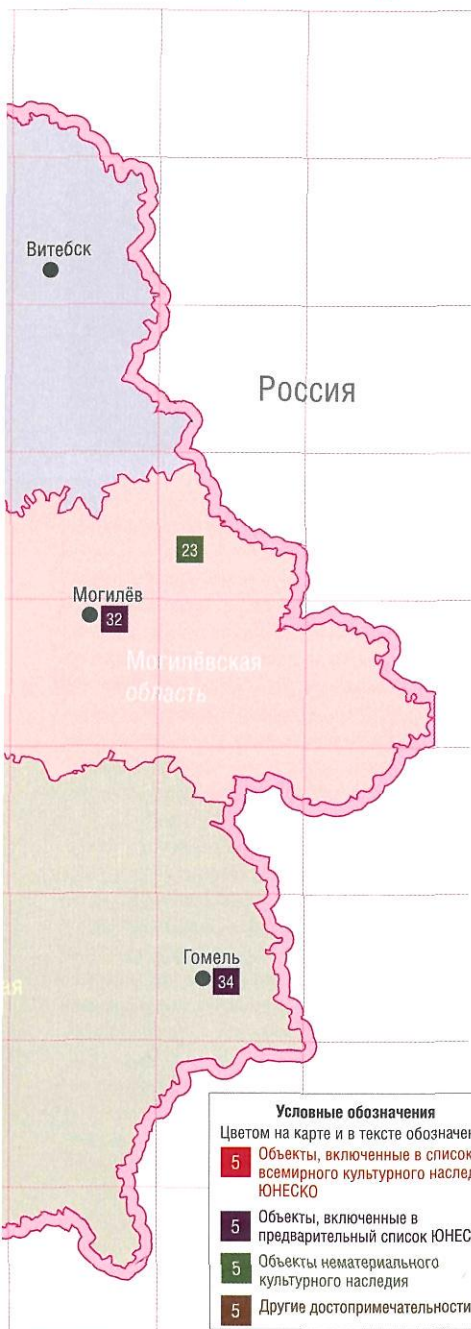 Витебск
Россия
23
Могилёв
32
Могилёвская
область
Гомель
34
ая
Условные обозначения
Цветом на карте и в тексте обозначен
5 Объекты, включенные в список
всемирного культурного наслед
ЮНЕСКО
5 Объекты, включенные в
предварительный список ЮНЕС
5 Объекты нематериального
культурного наследия
5 Другие достопримечательности